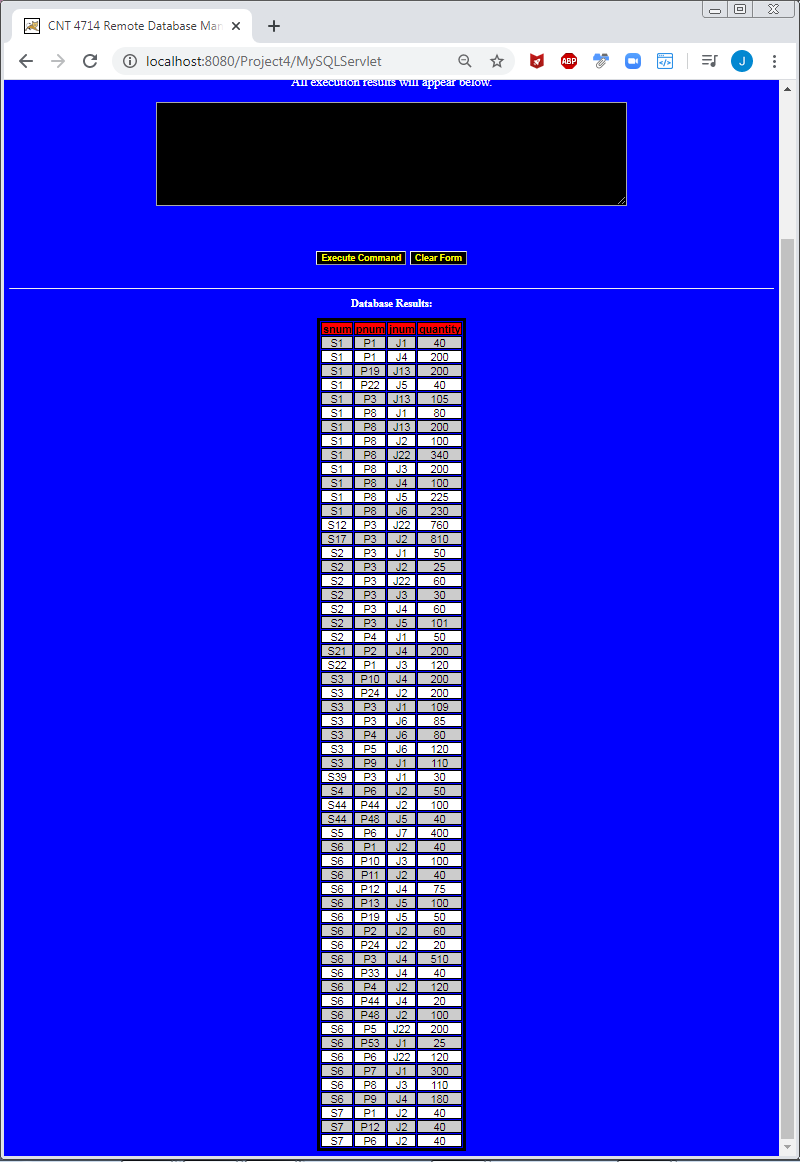 CNT 4714 Remote Database Man
localhost:8080/Project4/MySQLServlet
ABP
J
All execution results will appear below.
Execute Command Clear Form
Database Results:
snum pnum jnum quantity
S1 P1 J1 40
S1 P1 J4 200
S1 P19 J13 200
S1 P22 J5 40
S1 P3 J13 105
S1 P8 J1 80
S1 P8 J13 200
S1 P8 J2 100
S1 P8 J22 340
S1 P8 J3 200
S1 P8 J4 100
S1 P8 J5 225
S1 P8 J6 230
S12 P3 J22 760
S17 P3 J2 810
S2 P3 J1 50
S2 P3 J2 25
S2 P3 J22 60
S2 P3 J3 30
S2 P3 J4 60
S2 P3 J5 101
S2 P4 J1 50
S21 P2 J4 200
S22 P1 J3 120
S3 P10 J4 200
S3 P24 J2 200
S3 P3 J1 109
S3 P3 J6 85
S3 P4 J6 80
S3 P5 J6 120
S3 P9 J1 110
S39 P3 J1 30
S4 P6 J2 50
S44 P44 J2 100
S44 P48 J5 40
S5 P6 J7 400
S6 P1 J2 40
S6 P10 J3 100
S6 P11 J2 40
S6 P12 J4 75
S6 P13 J5 100
S6 P19 J5 50
S6 P2 J2 60
S6 P24 J2 20
S6 P3 J4 510
S6 P33 J4 40
S6 P4 J2 120
S6 P44 J4 20
S6 P48 J2 100
S6 P5 J22 200
S6 P53 J1 25
S6 P6 J22 120
S6 P7 J1 300
S6 P8 J3 110
S6 P9 J4 180
S7 P1 J2 40
S7 P12 J2 40
S7 P6 J2 40